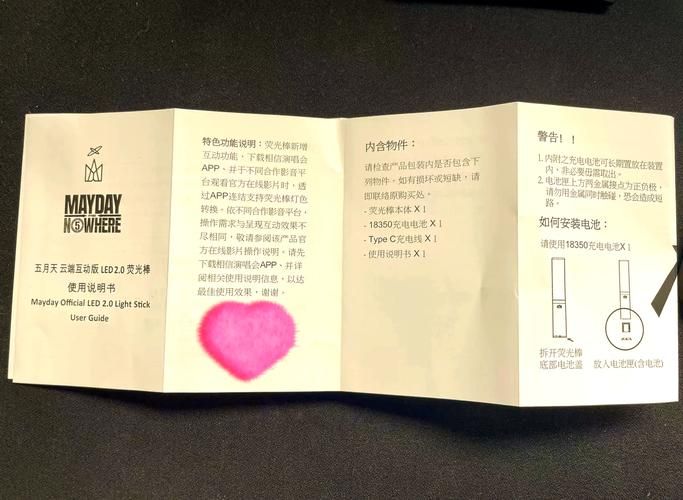 MAYDAY
NOWHERE
五月天 云端互动版 LED 2.0 荧光棒
使用说明书
Mayday Official LED 2.0 Light Stick
User Guide
特色功能说明：荧光棒新增
互动功能，下载相信演唱会
APP、并于不同合作影音平
台观看官方在线影片时，透
过APP连结支持荧光棒灯色
转换。依不同合作影音平台，
操作需求与呈现互动效果不
尽相同，敬请参阅该产品官
方在线影片操作说明。请先
下载相信演唱会APP、并详
阅相关使用说明信息，以达
最佳使用效果，谢谢。
内含物件：
请检查产品包装内是否包含下
列物件。如有损坏或短缺，请
即联络原购买处。
- 荧光棒本体 X 1
- 18350充电电池 X 1
- Type C充电线 X 1
- 使用说明书 X 1
警告！！
1. 内附之充电电池可长期置放在装置
内，非必要毋需取出。
2. 电池匣上方两金属接点为正负极，
请勿用金属同时触碰，恐会造成短
路。
如何安装电池：
请使用18350充电电池X 1
拆开荧光棒
底部电池盖
放入电池匣(含电池)